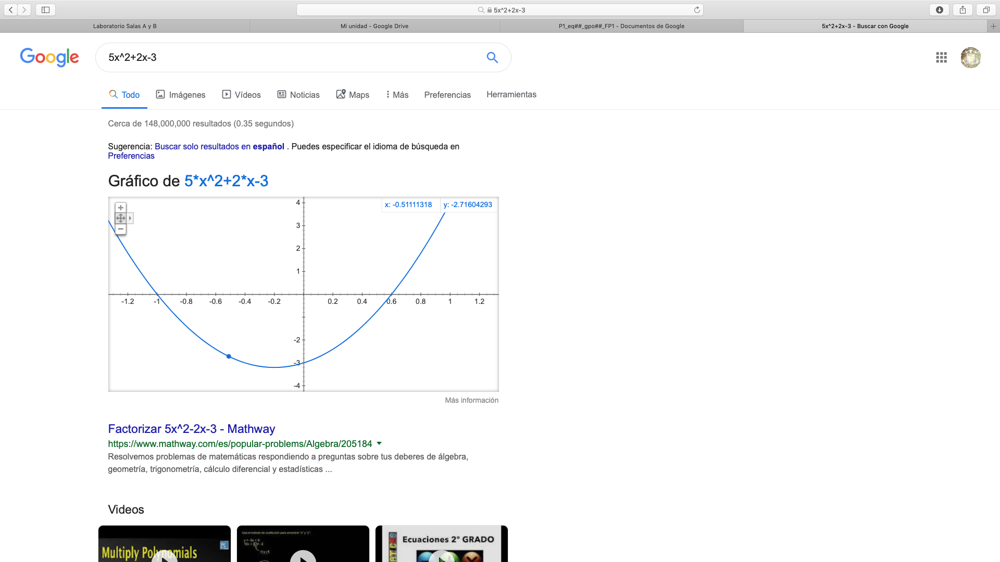 5x^2+2x-3
Laboratorio Salas A y B
Mi unidad - Google Drive
P1_eq##_gpo##_FP1 - Documentos de Google
5x^2+2x-3 - Buscar con Google
Google
5x^2+2x-3
Todo
Imágenes
Vídeos
Noticias
Maps
Más
Preferencias
Herramientas
Cerca de 148,000,000 resultados (0.35 segundos)
Sugerencia: Buscar solo resultados en español . Puedes especificar el idioma de búsqueda en
Preferencias
Gráfico de 5*x^2+2*x-3
x: -0.51111318
y: -2.71604293
4
3
2
1
-1.2 -1 -0.8 -0.6 -0.4 -0.2 0.2 0.4 0.6 0.8 1 1.2
-2
-3
-4
Más información
Factorizar 5x^2-2x-3 - Mathway
https://www.mathway.com/es/popular-problems/Algebra/205184
Resolvemos problemas de matemáticas respondiendo a preguntas sobre tus deberes de álgebra,
geometría, trigonometría, cálculo diferencial y estadísticas ...
Videos
Multiply Polynomials
Ecuaciones 2° GRADO